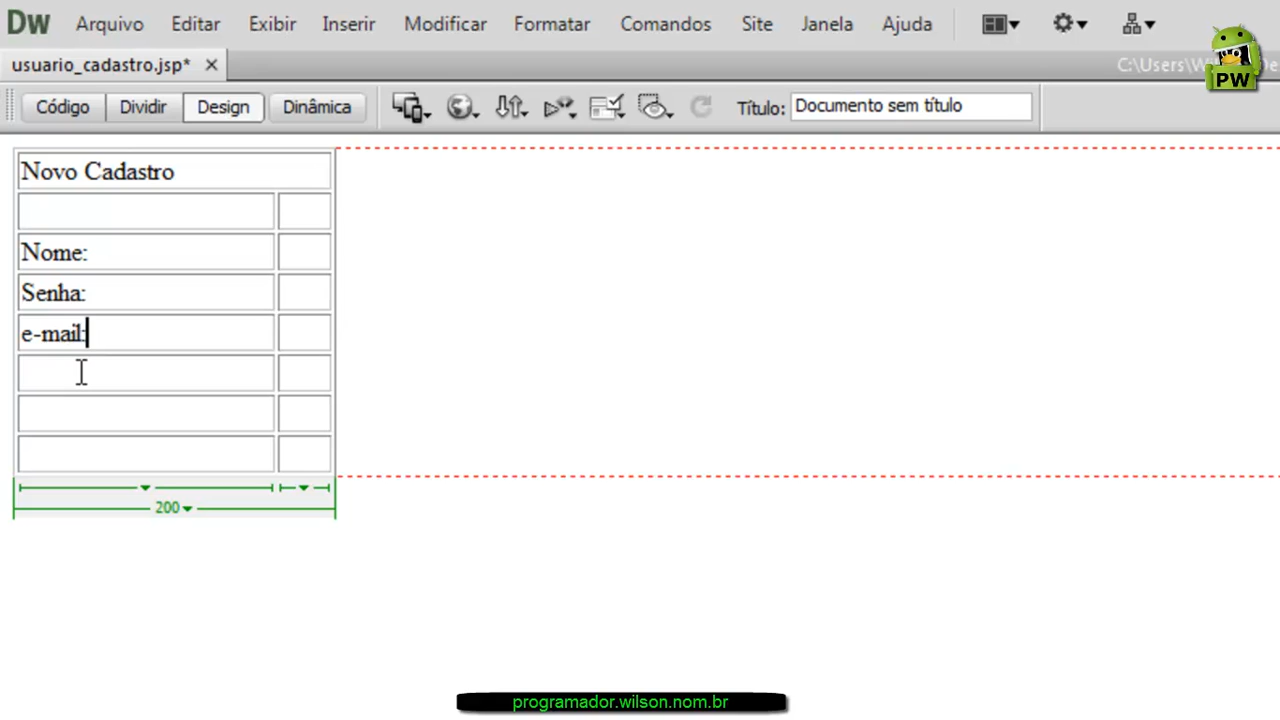 Dw Arquivo Editar Exibir Inserir Modificar Formatar Comandos Site Janela Ajuda
usuario_cadastro.jsp* C:\Users\
PW
Código Dividir Design Dinâmica Título: Documento sem título
Novo Cadastro
Nome:
Senha:
e-mail:
200
programador.wilson.nom.br